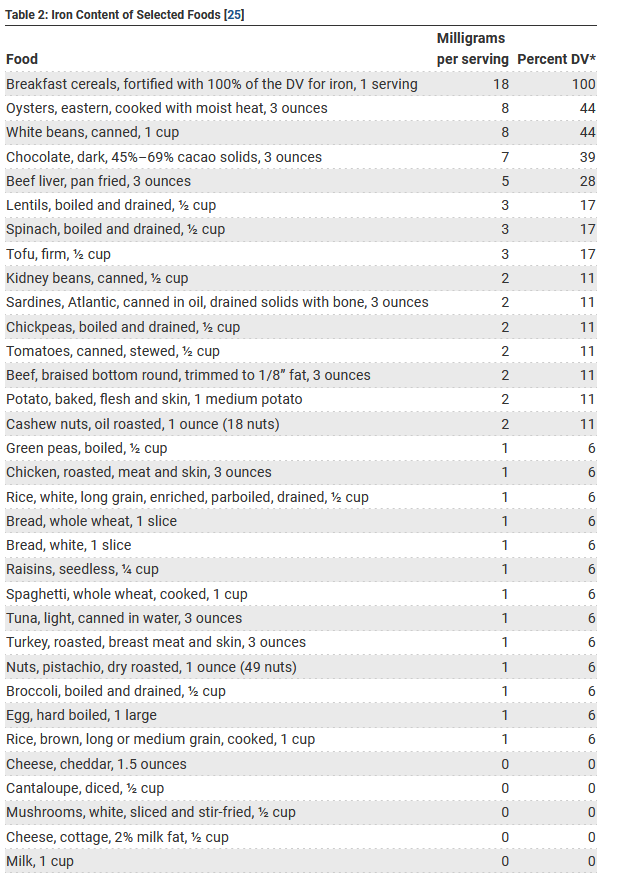 Table 2: Iron Content of Selected Foods [25]
Milligrams
Food per serving Percent DV*
Breakfast cereals, fortified with 100% of the DV for iron, 1 serving 18 100
Oysters, eastern, cooked with moist heat, 3 ounces 8 44
White beans, canned, 1 cup 8 44
Chocolate, dark, 45%–69% cacao solids, 3 ounces 7 39
Beef liver, pan fried, 3 ounces 5 28
Lentils, boiled and drained, ½ cup 3 17
Spinach, boiled and drained, ½ cup 3 17
Tofu, firm, ½ cup 3 17
Kidney beans, canned, ½ cup 2 11
Sardines, Atlantic, canned in oil, drained solids with bone, 3 ounces 2 11
Chickpeas, boiled and drained, ½ cup 2 11
Tomatoes, canned, stewed, ½ cup 2 11
Beef, braised bottom round, trimmed to 1/8” fat, 3 ounces 2 11
Potato, baked, flesh and skin, 1 medium potato 2 11
Cashew nuts, oil roasted, 1 ounce (18 nuts) 2 11
Green peas, boiled, ½ cup 1 6
Chicken, roasted, meat and skin, 3 ounces 1 6
Rice, white, long grain, enriched, parboiled, drained, ½ cup 1 6
Bread, whole wheat, 1 slice 1 6
Bread, white, 1 slice 1 6
Raisins, seedless, ¼ cup 1 6
Spaghetti, whole wheat, cooked, 1 cup 1 6
Tuna, light, canned in water, 3 ounces 1 6
Turkey, roasted, breast meat and skin, 3 ounces 1 6
Nuts, pistachio, dry roasted, 1 ounce (49 nuts) 1 6
Broccoli, boiled and drained, ½ cup 1 6
Egg, hard boiled, 1 large 1 6
Rice, brown, long or medium grain, cooked, 1 cup 1 6
Cheese, cheddar, 1.5 ounces 0 0
Cantaloupe, diced, ½ cup 0 0
Mushrooms, white, sliced and stir-fried, ½ cup 0 0
Cheese, cottage, 2% milk fat, ½ cup 0 0
Milk, 1 cup 0 0